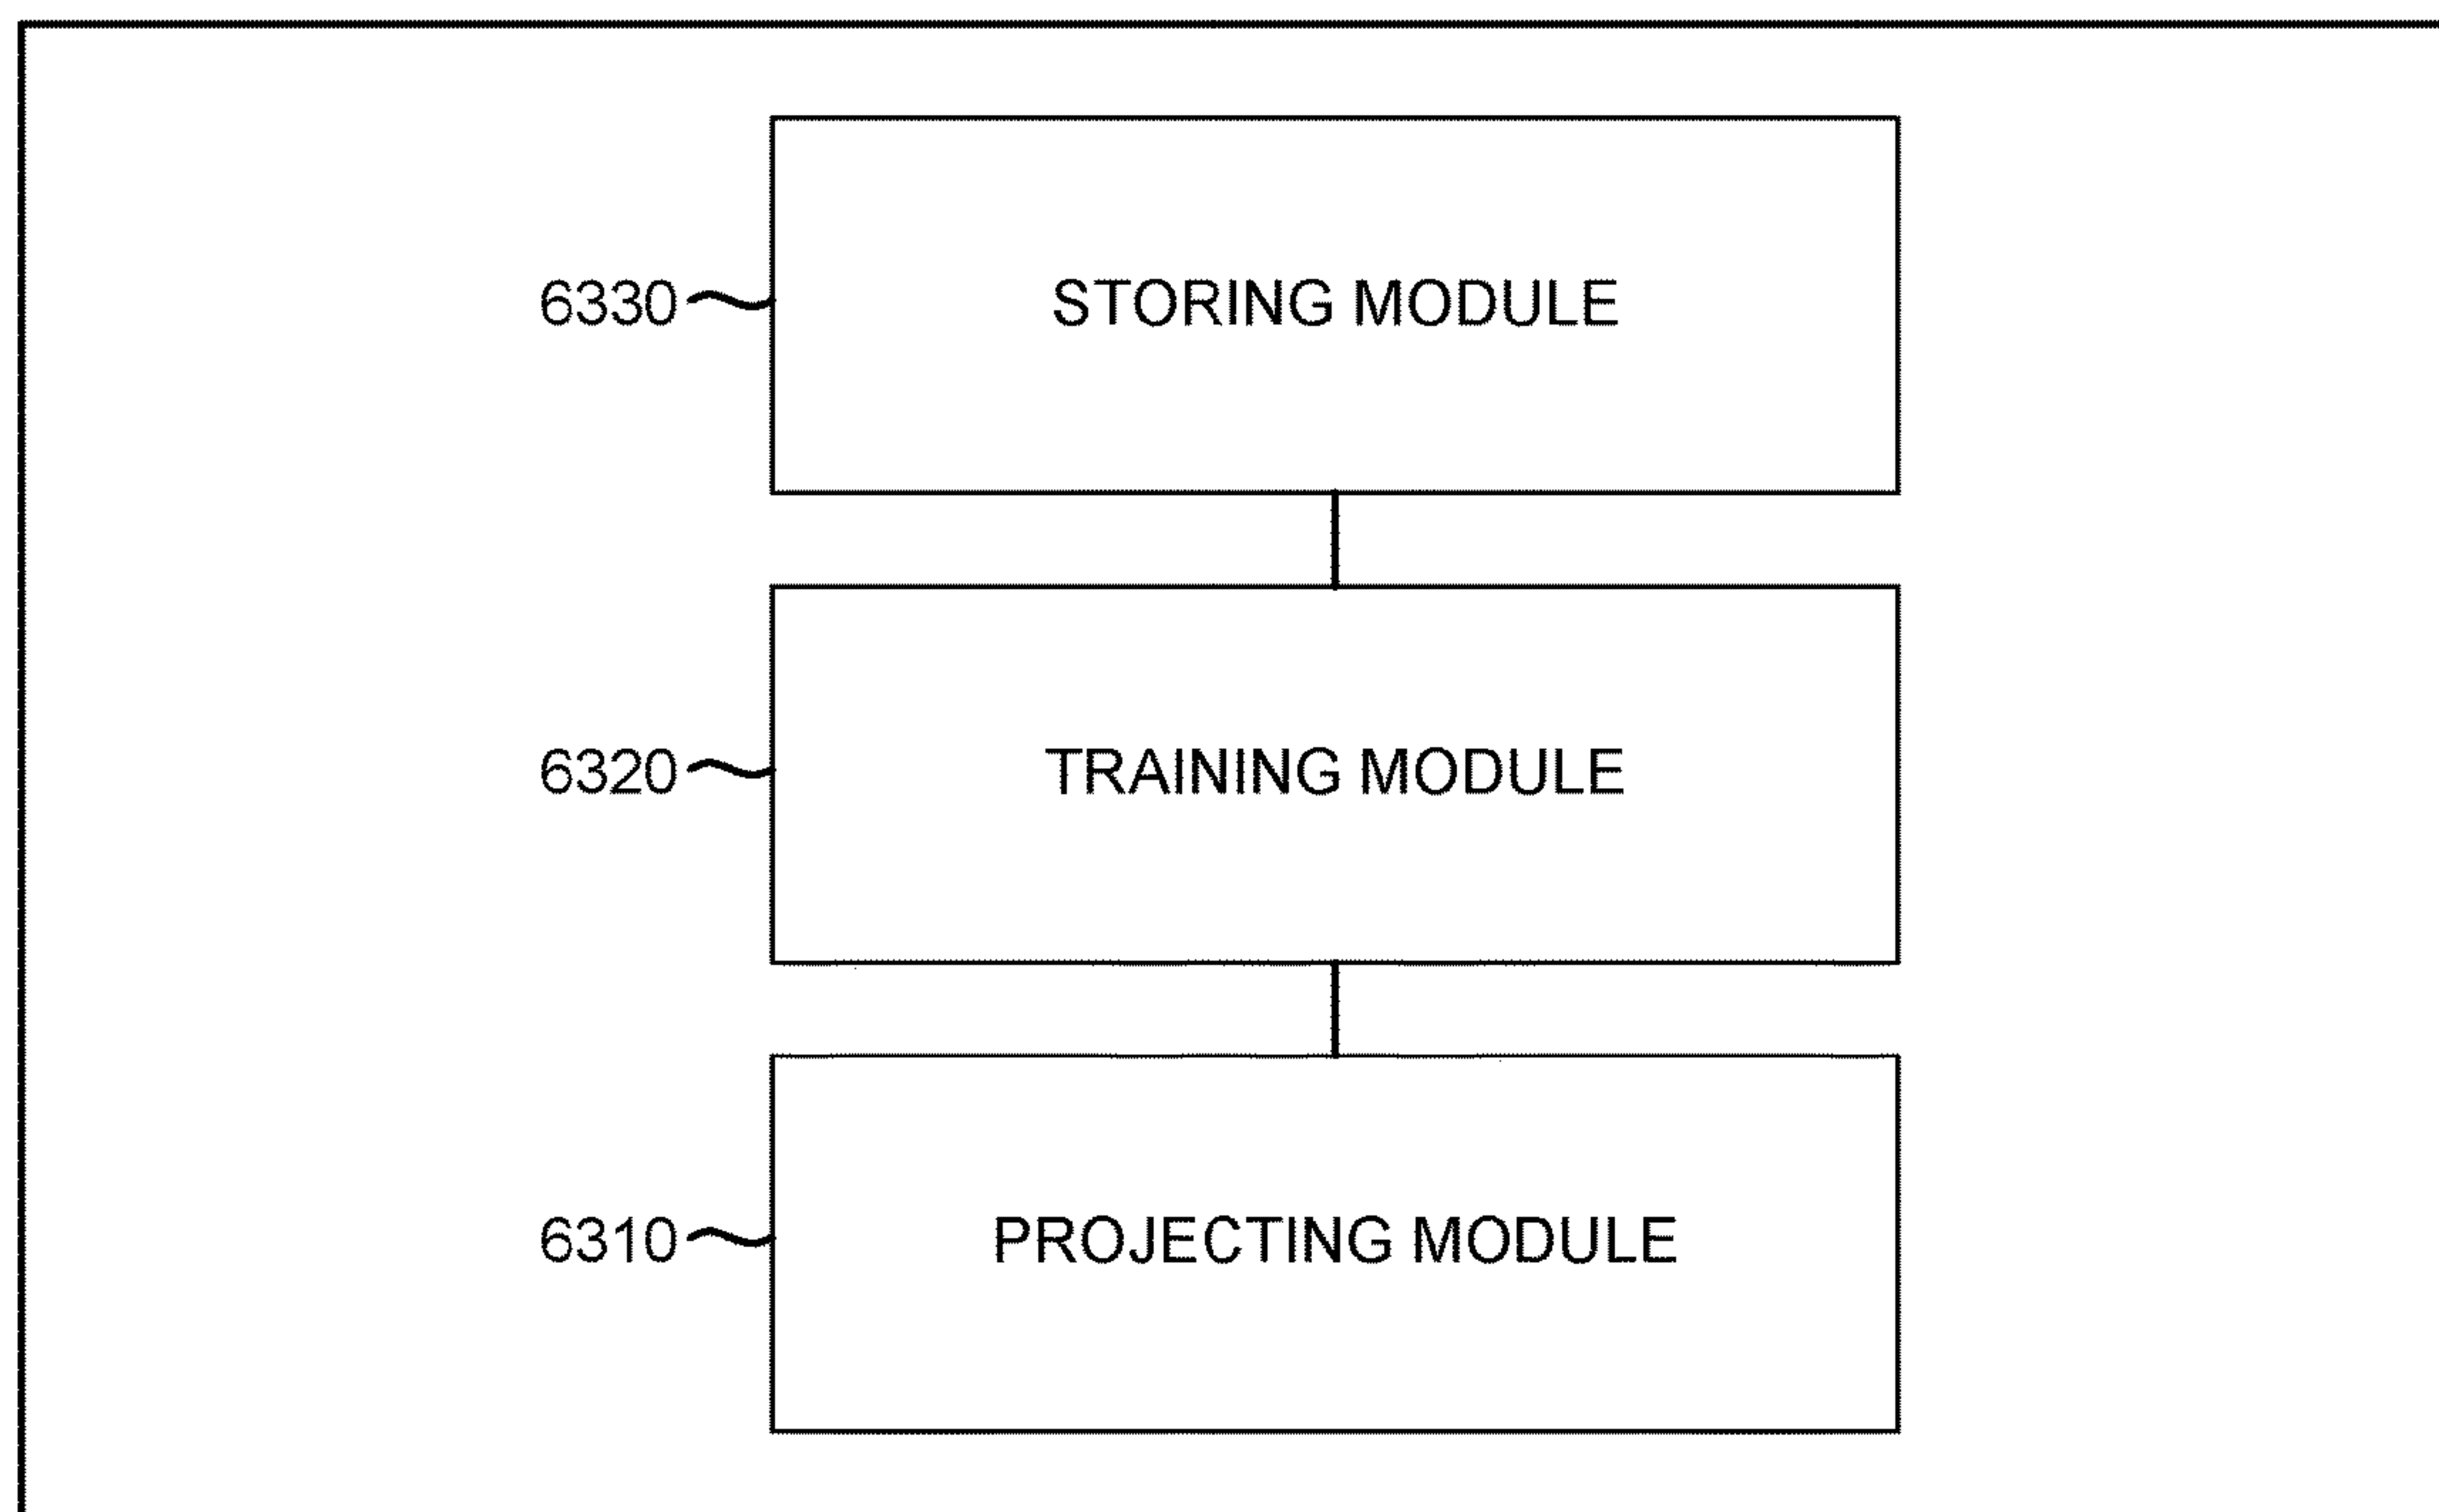 6330 STORING MODULE
6320 TRAINING MODULE
6310 PROJECTING MODULE